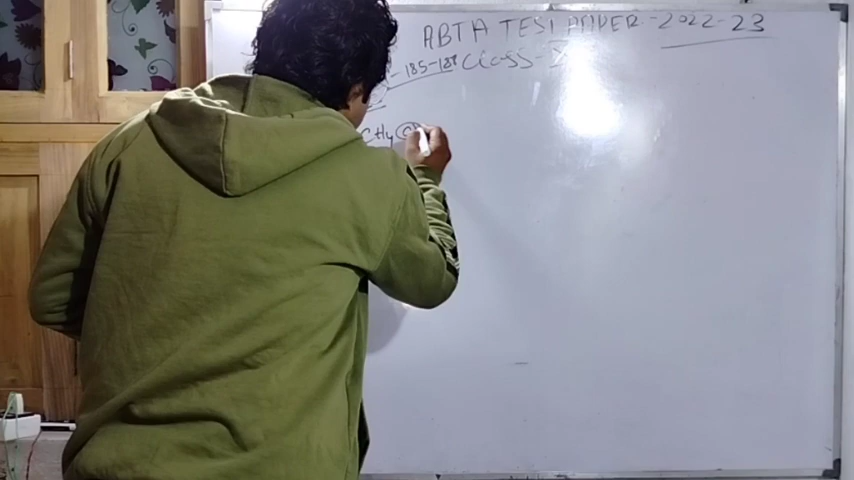 ABTA TEST PAPER - 2022-23
- 185-188 Class - X
CH4 (